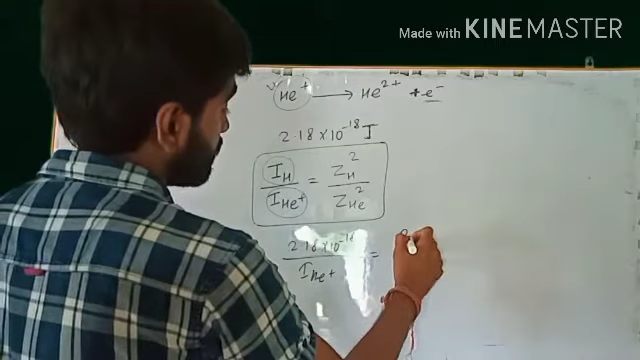 Made with KINEMASTER
He⁺ ⟶ He²⁺ + e⁻
2.18 × 10⁻¹⁸ J
I_H / I_He⁺ = Z_H² / Z_He²
2.18 × 10⁻¹⁸ / I_He⁺ =